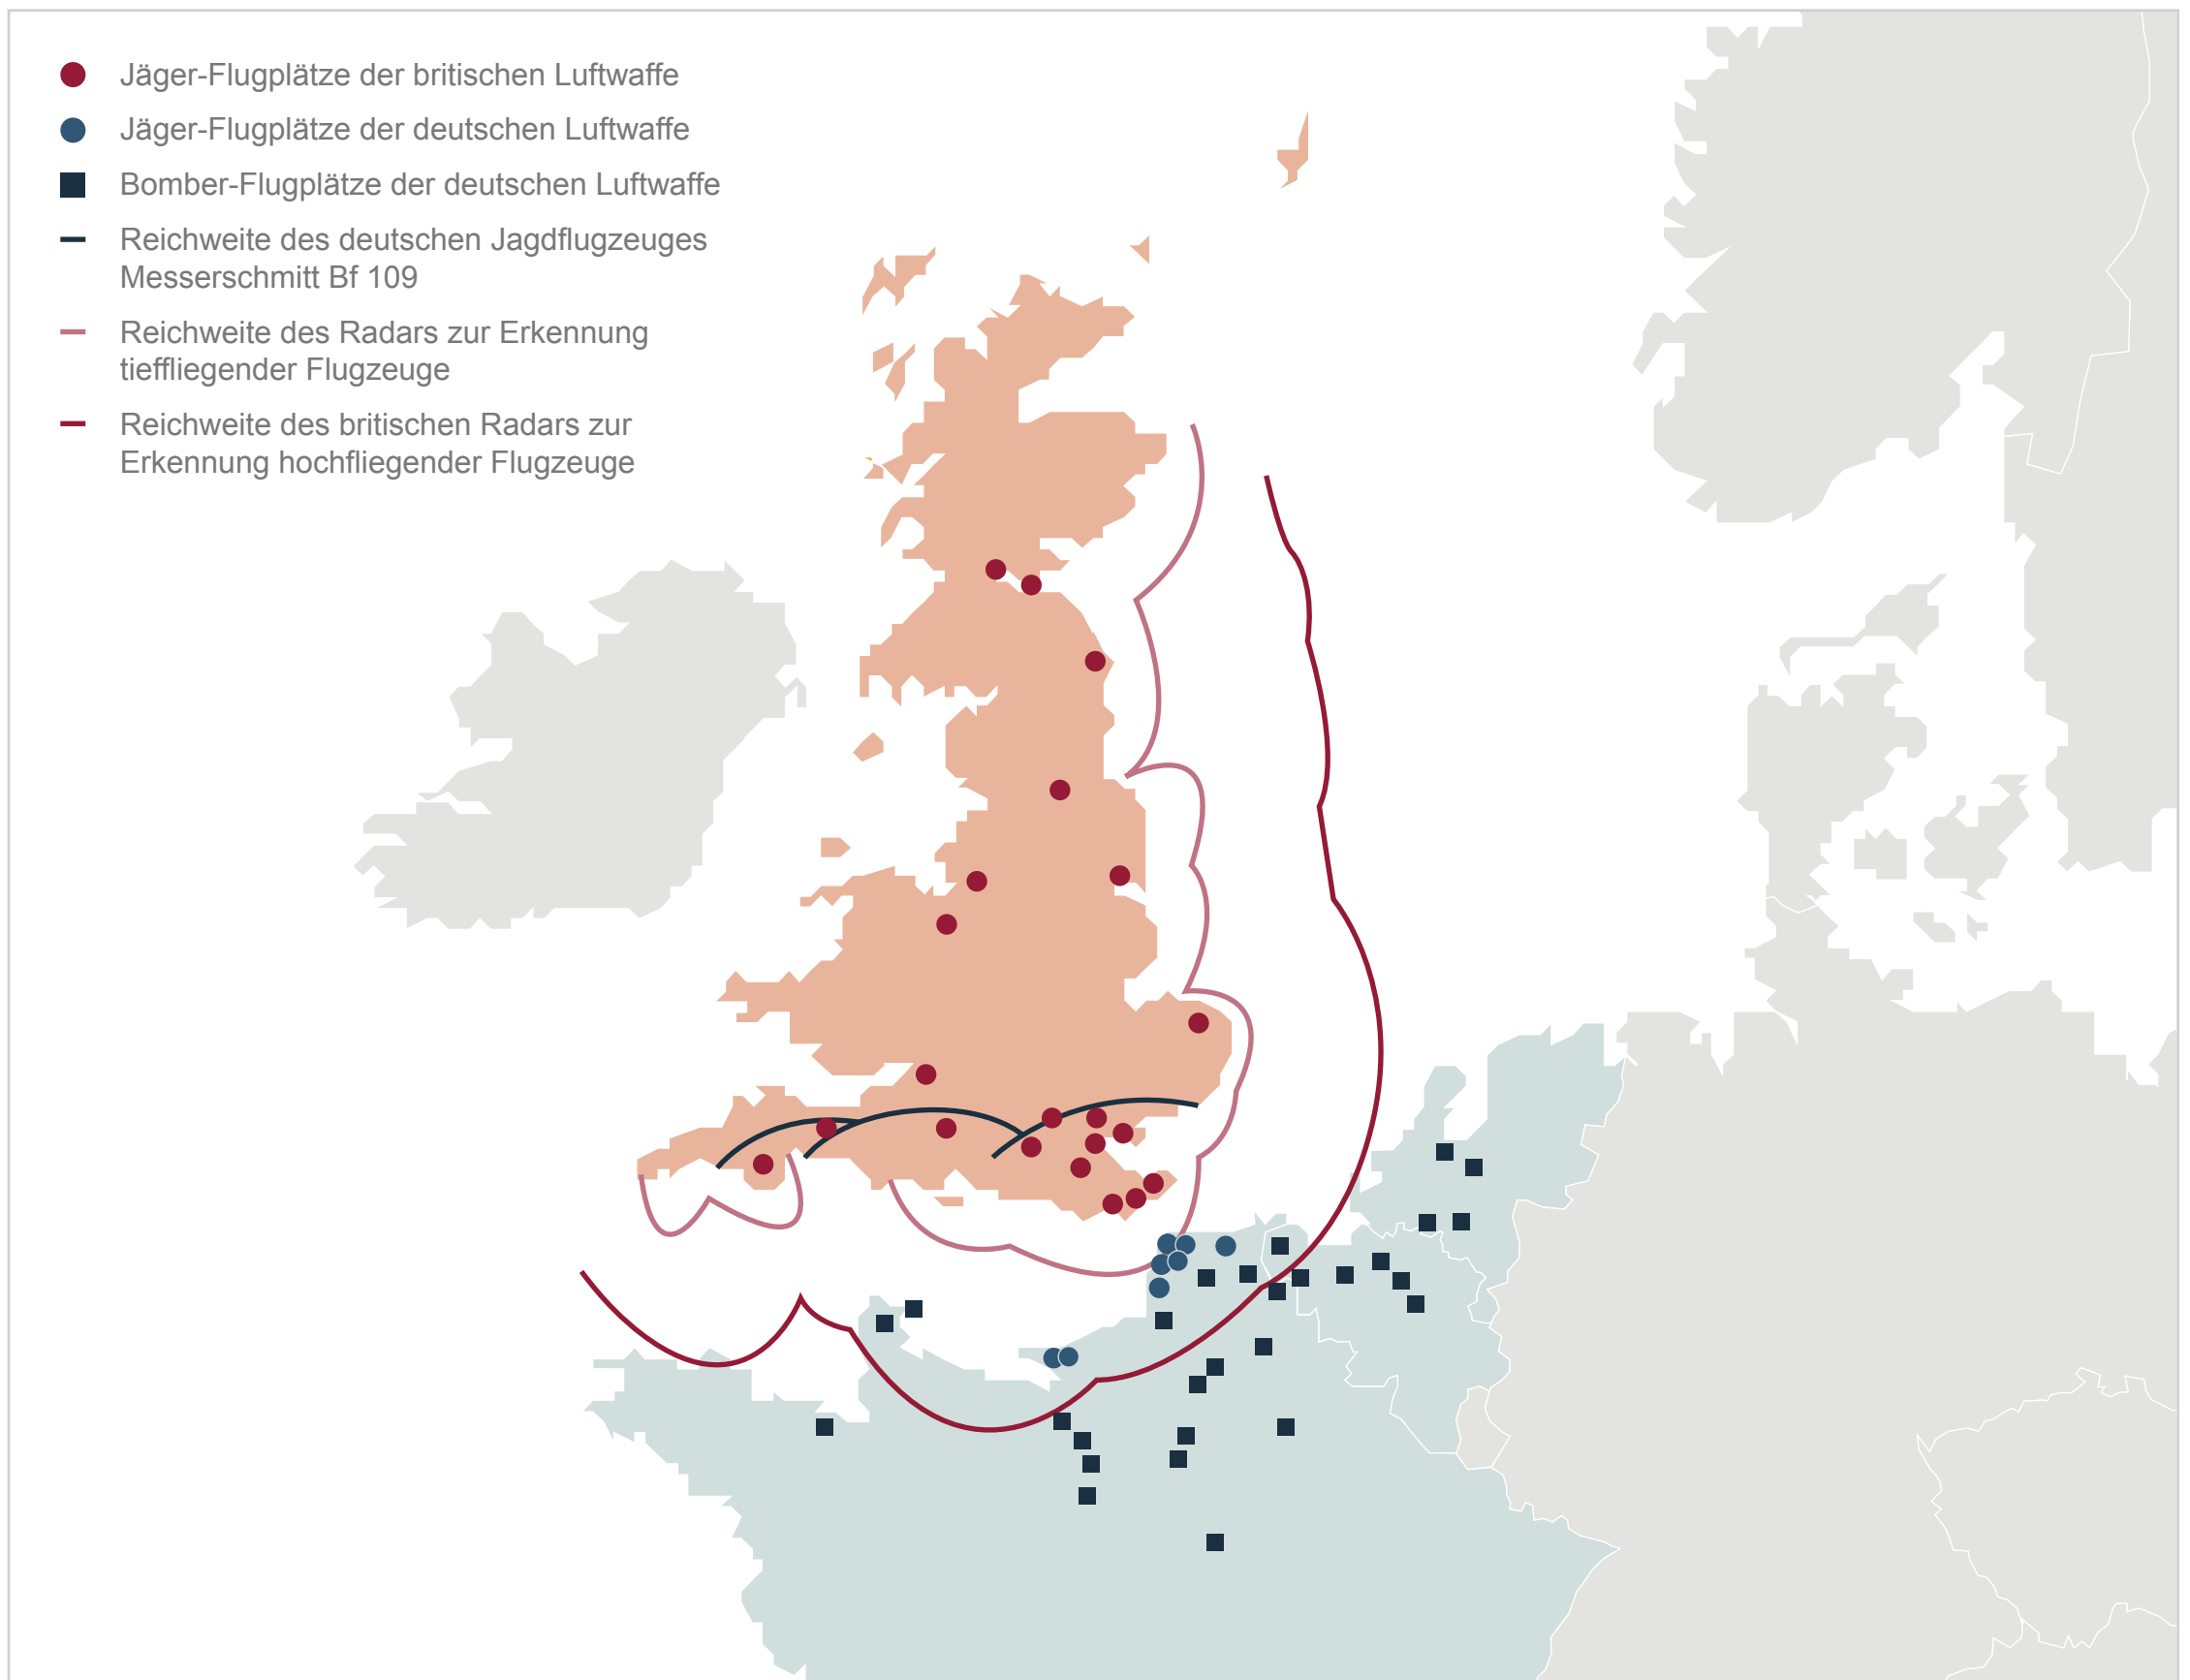 Jäger-Flugplätze der britischen Luftwaffe
Jäger-Flugplätze der deutschen Luftwaffe
Bomber-Flugplätze der deutschen Luftwaffe
Reichweite des deutschen Jagdflugzeuges
Messerschmitt Bf 109
Reichweite des Radars zur Erkennung
tieffliegender Flugzeuge
Reichweite des britischen Radars zur
Erkennung hochfliegender Flugzeuge